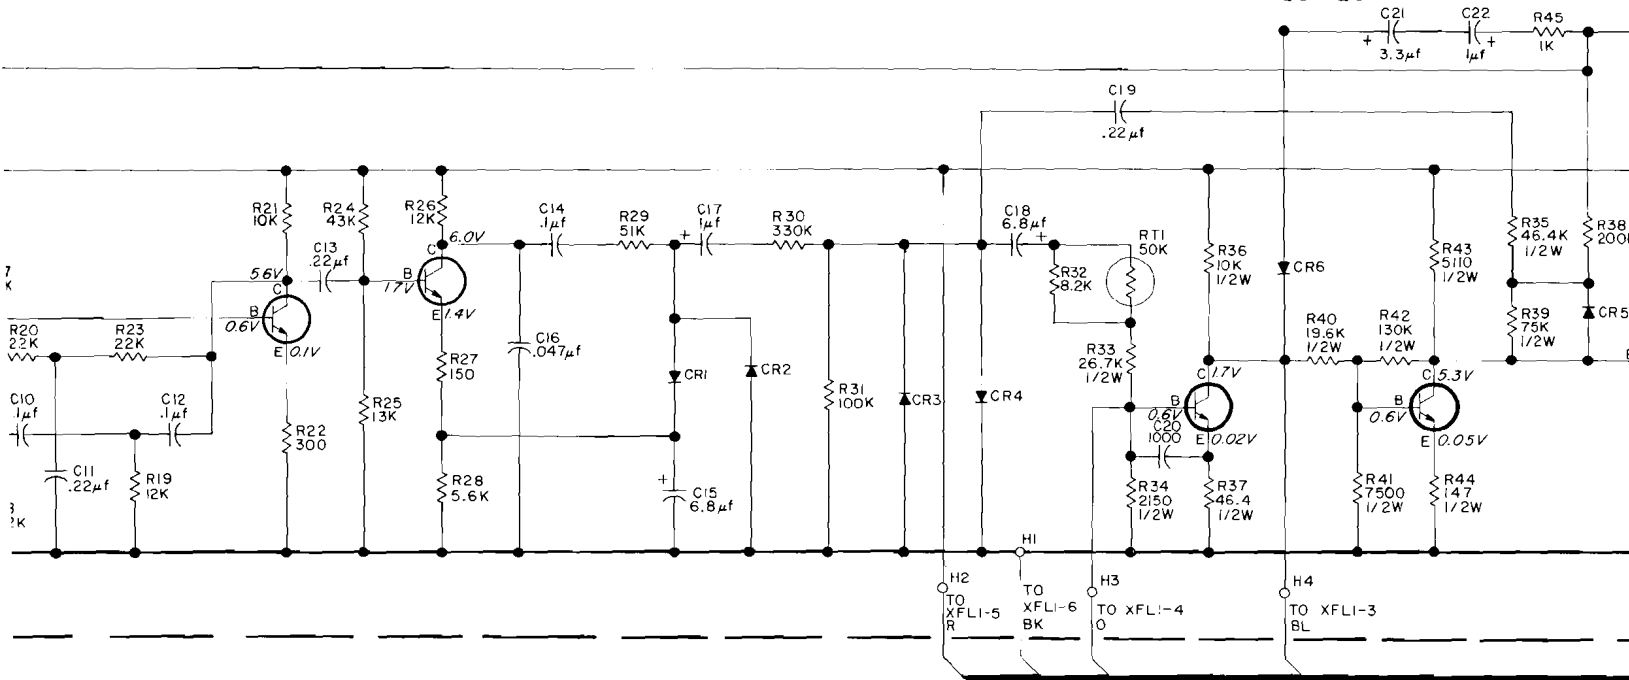 C21
C22
R45
+
+
1K
3.3µf
1µf
C19
.22µf
R21
10K
R24
43K
R26
12K
6.0V
C
C14
.1µf
R29
51K
C17
+
1µf
R30
330K
C18
6.8µf
+
RT1
50K
R32
8.2K
R36
10K
1/2W
CR6
R43
5110
1/2W
R35
46.4K
1/2W
R38
C13
.22µf
5.6V
C
B
1.7V
E 1.4V
7
K
B
0.6V
E 0.1V
R20
22K
R23
22K
C16
.047µf
R27
150
CR1
CR2
R33
26.7K
1/2W
R40
19.6K
1/2W
R42
130K
1/2W
R39
75K
1/2W
CR5
C 1.7V
C 5.3V
C10
.1µf
C12
.1µf
R25
13K
R31
100K
CR3
CR4
B
0.6V
E 0.02V
C20
1000
B
0.6V
E 0.05V
R22
300
C11
.22µf
R19
12K
R28
5.6K
+
C15
6.8µf
R34
2150
1/2W
R37
46.4
1/2W
R41
7500
1/2W
R44
147
1/2W
2K
H1
H2
TO
XFL1-5
R
TO
XFL1-6
BK
H3
TO XFL1-4
O
H4
TO XFL1-3
BL